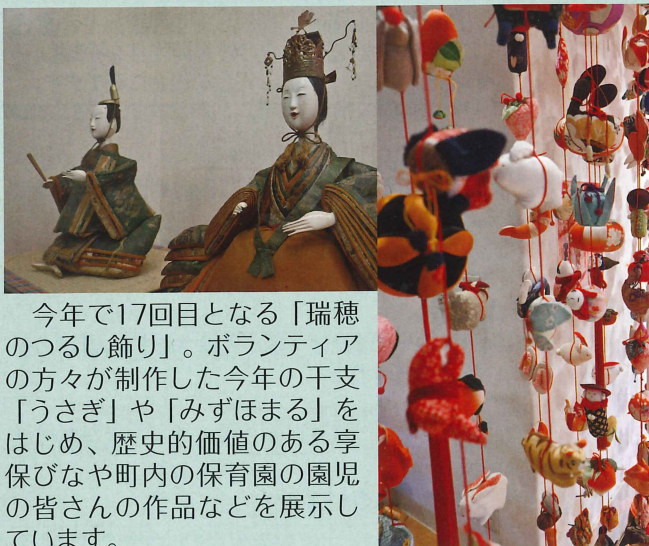 今年で17回目となる「瑞穂
のつるし飾り」。ボランティア
の方々が制作した今年の干支
「うさぎ」や「みずほまる」を
はじめ、歴史的価値のある享
保びなや町内の保育園の園児
の皆さんの作品などを展示し
ています。